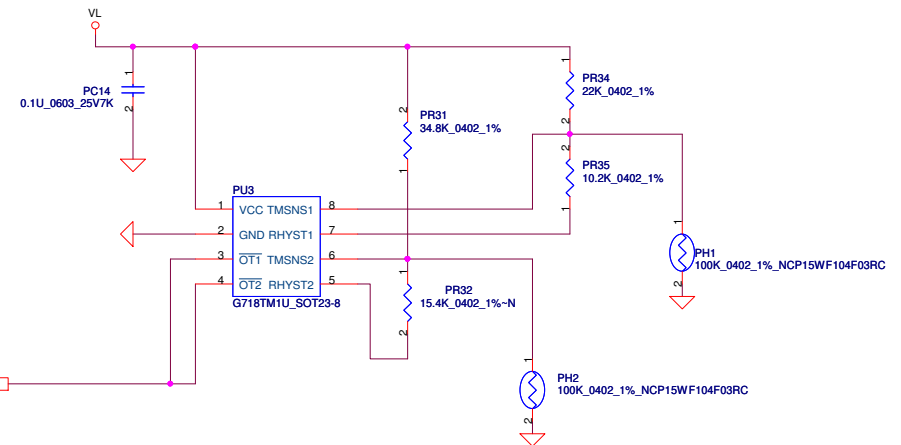 VL
1
PC14
0.1U_0603_25V7K
2
2
PR31
34.8K_0402_1%
1
1
PR34
22K_0402_1%
2
2
PR35
10.2K_0402_1%
1
PU3
1 VCC TMSNS1 8
2 GND RHYST1 7
3 OT1 TMSNS2 6
4 OT2 RHYST2 5
G718TM1U_SOT23-8
1
PR32
15.4K_0402_1%~N
2
1
PH1
100K_0402_1%_NCP15WF104F03RC
2
1
PH2
100K_0402_1%_NCP15WF104F03RC
2